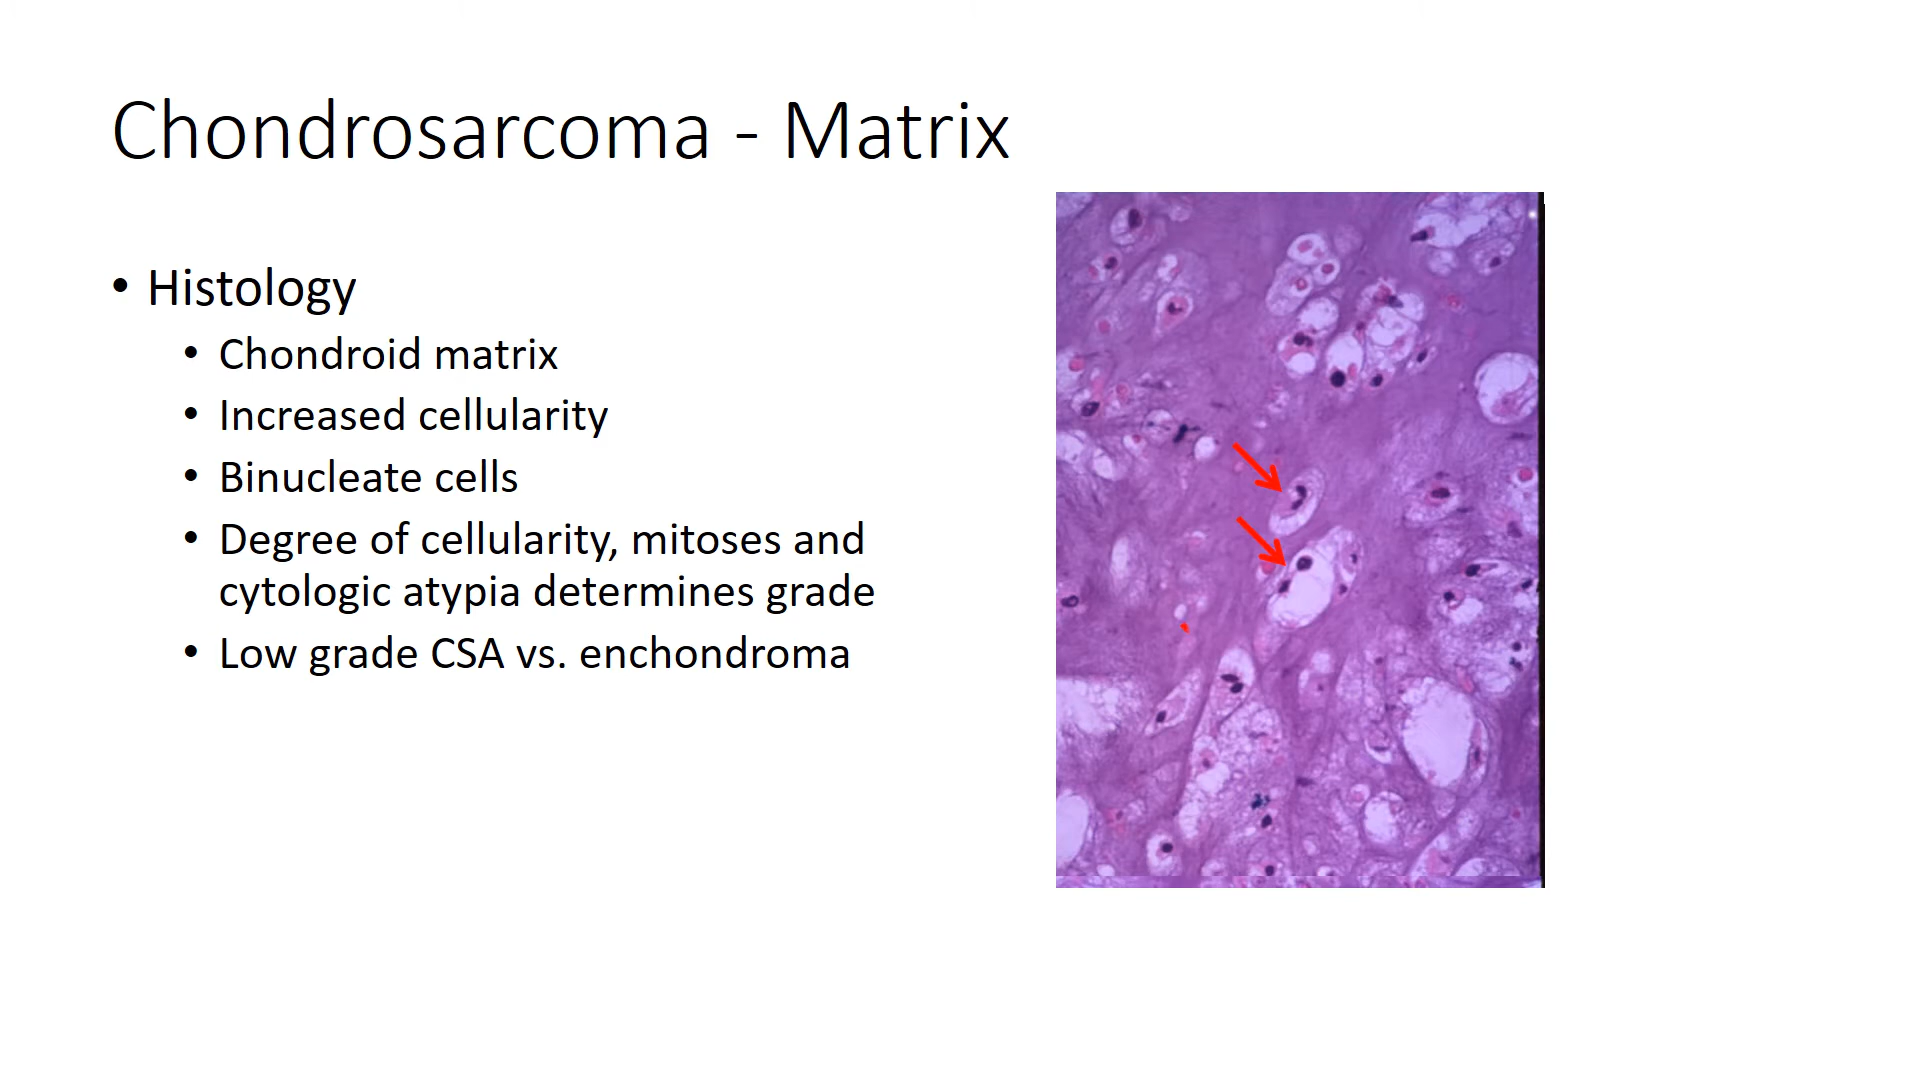 Chondrosarcoma - Matrix
• Histology
• Chondroid matrix
• Increased cellularity
• Binucleate cells
• Degree of cellularity, mitoses and
cytologic atypia determines grade
• Low grade CSA vs. enchondroma